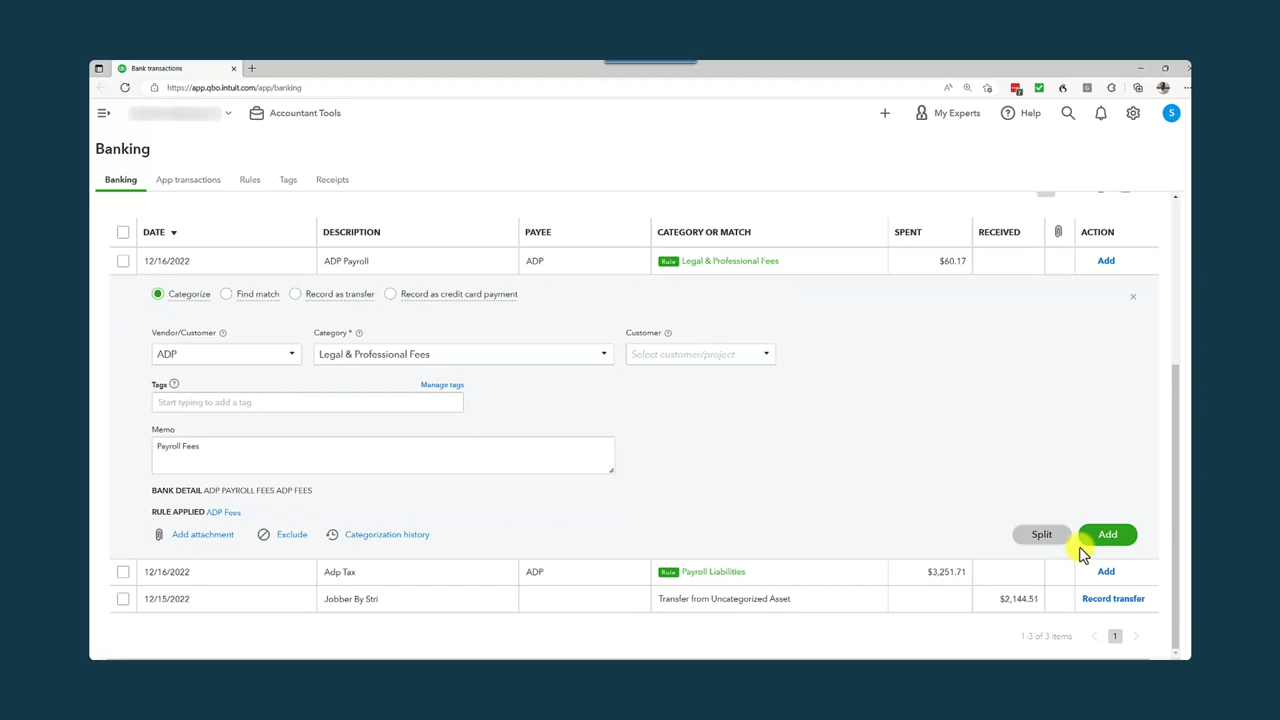 Bank transactions
https://app.qbo.intuit.com/app/banking
Accountant Tools
My Experts
Help
S
Banking
Banking App transactions Rules Tags Receipts
DATE DESCRIPTION PAYEE CATEGORY OR MATCH SPENT RECEIVED ACTION
12/16/2022 ADP Payroll ADP Rule Legal & Professional Fees $60.17 Add
Categorize Find match Record as transfer Record as credit card payment
Vendor/Customer Category * Customer
ADP Legal & Professional Fees Select customer/project
Tags Manage tags
Start typing to add a tag
Memo
Payroll Fees
BANK DETAIL ADP PAYROLL FEES ADP FEES
RULE APPLIED ADP Fees
Add attachment Exclude Categorization history Split Add
12/16/2022 Adp Tax ADP Rule Payroll Liabilities $3,251.71 Add
12/15/2022 Jobber By Stri Transfer from Uncategorized Asset $2,144.51 Record transfer
1-3 of 3 items 1